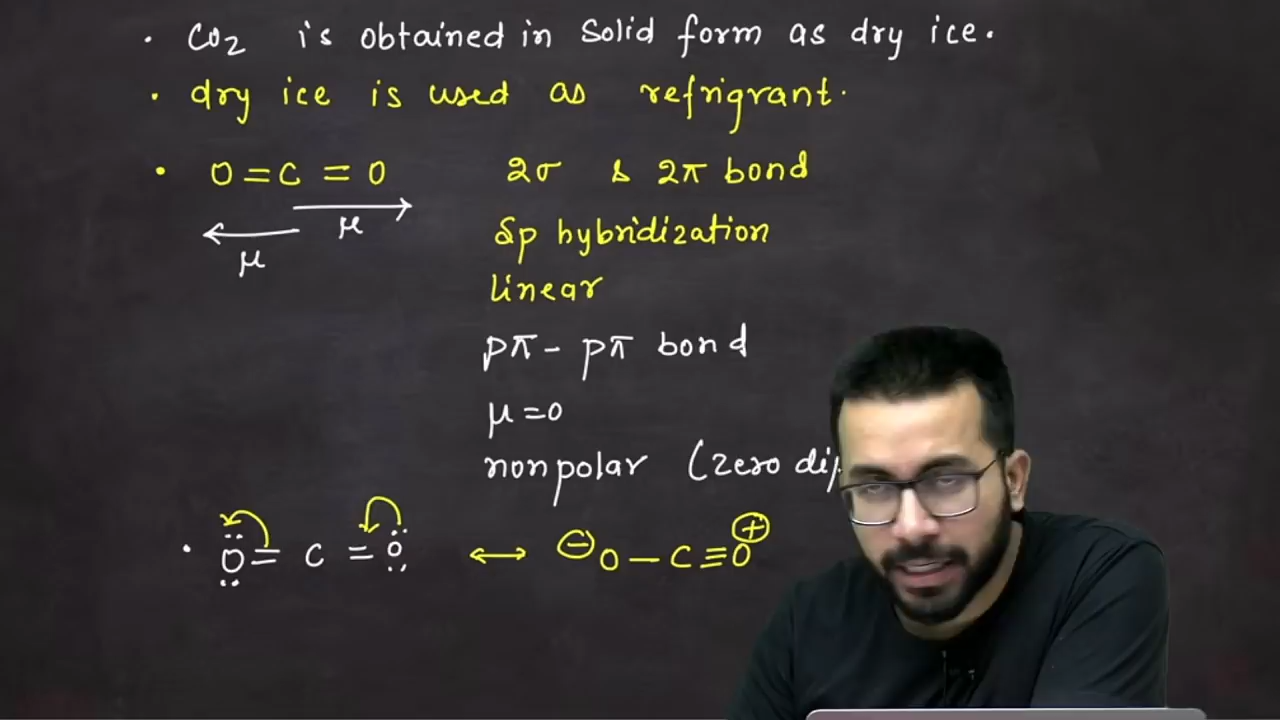 · CO2 is obtained in Solid form as dry ice.
· dry ice is used as refrigrant.
· O=C=O 2σ & 2π bond
μ
μ
Sp hybridization
linear
pπ - pπ bond
μ=0
nonpolar (zero dip
· O=C=O ↔ ⊖O-C≡O⊕